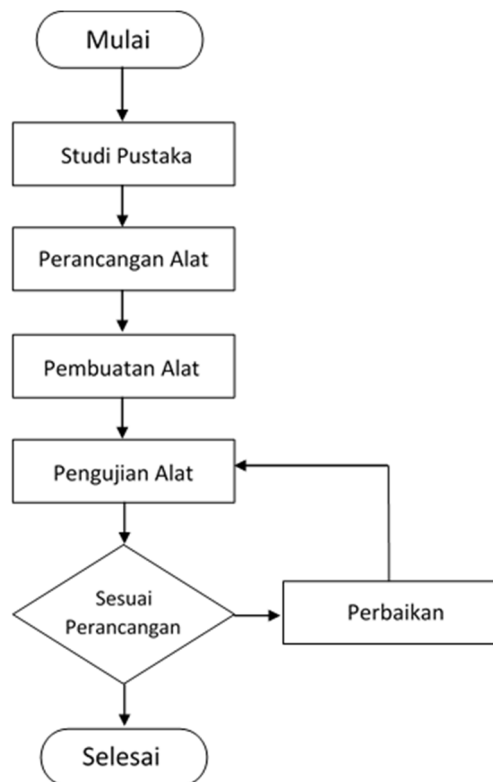 Mulai
Studi Pustaka
Perancangan Alat
Pembuatan Alat
Pengujian Alat
Sesuai
Perancangan
Perbaikan
Selesai